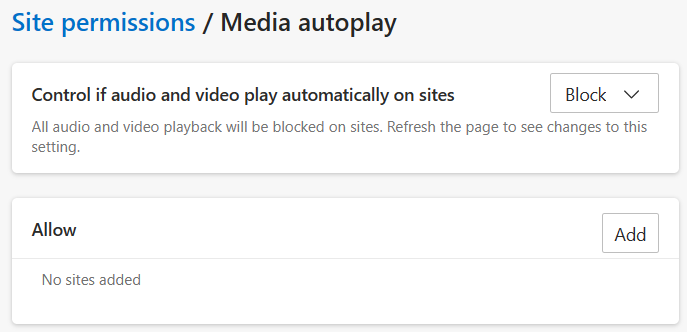 Site permissions / Media autoplay
Control if audio and video play automatically on sites
Block
All audio and video playback will be blocked on sites. Refresh the page to see changes to this
setting.
Allow
Add
No sites added